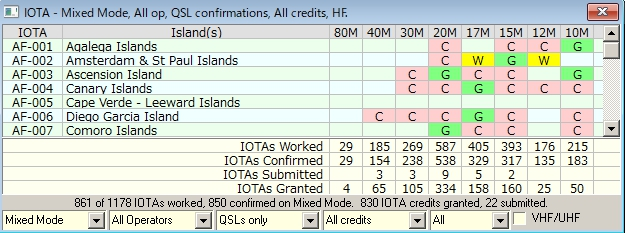 IOTA - Mixed Mode, All op, QSL confirmations, All credits, HF.
IOTA Island(s) 80M 40M 30M 20M 17M 15M 12M 10M
AF-001 Agalega Islands C C C G
AF-002 Amsterdam & St Paul Islands C W G W
AF-003 Ascension Island C G C C
AF-004 Canary Islands C C G C C C
AF-005 Cape Verde - Leeward Islands
AF-006 Diego Garcia Island C C C G C
AF-007 Comoro Islands G C C
IOTAs Worked 29 185 269 587 405 393 176 215
IOTAs Confirmed 29 154 238 538 329 317 135 183
IOTAs Submitted 3 3 9 5 2
IOTAs Granted 4 65 105 334 158 160 25 50
861 of 1178 IOTAs worked, 850 confirmed on Mixed Mode. 830 IOTA credits granted, 22 submitted.
Mixed Mode All Operators QSLs only All credits All VHF/UHF